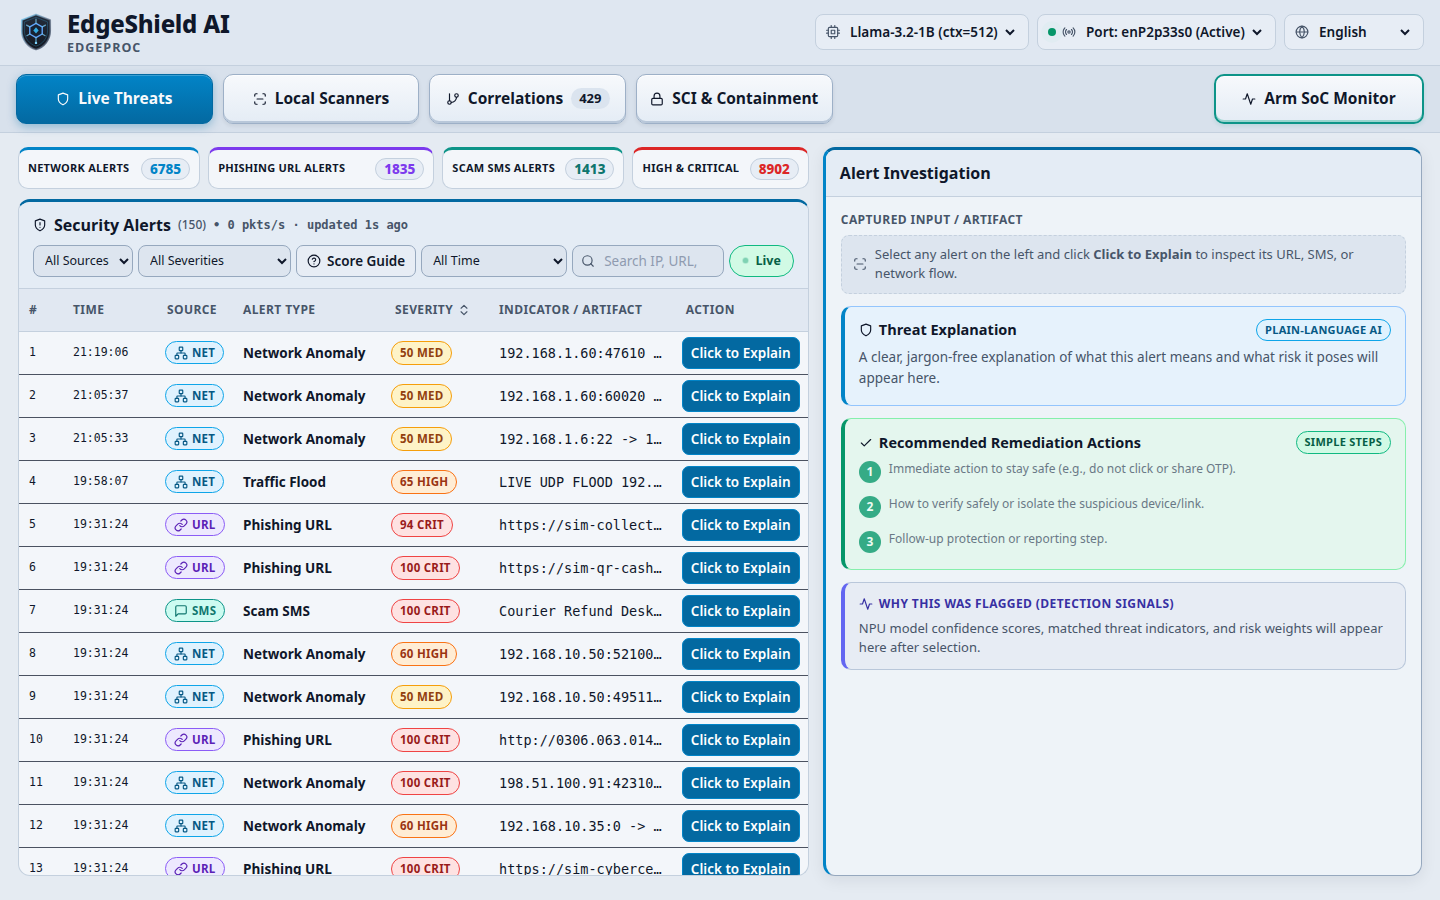 EdgeShield AI
EDGEPROC
Llama-3.2-1B (ctx=512)
Port: enP2p33s0 (Active)
English
Live Threats
Local Scanners
Correlations 429
SCI & Containment
Arm SoC Monitor
NETWORK ALERTS 6785
PHISHING URL ALERTS 1835
SCAM SMS ALERTS 1413
HIGH & CRITICAL 8902
Security Alerts (150) • 0 pkts/s · updated 1s ago
All Sources
All Severities
Score Guide
All Time
Search IP, URL,
Live
# TIME SOURCE ALERT TYPE SEVERITY INDICATOR / ARTIFACT ACTION
1 21:19:06 NET Network Anomaly 50 MED 192.168.1.60:47610 … Click to Explain
2 21:05:37 NET Network Anomaly 50 MED 192.168.1.60:60020 … Click to Explain
3 21:05:33 NET Network Anomaly 50 MED 192.168.1.6:22 -> 1… Click to Explain
4 19:58:07 NET Traffic Flood 65 HIGH LIVE UDP FLOOD 192.… Click to Explain
5 19:31:24 URL Phishing URL 94 CRIT https://sim-collect… Click to Explain
6 19:31:24 URL Phishing URL 100 CRIT https://sim-qr-cash… Click to Explain
7 19:31:24 SMS Scam SMS 100 CRIT Courier Refund Desk… Click to Explain
8 19:31:24 NET Network Anomaly 60 HIGH 192.168.10.50:52100… Click to Explain
9 19:31:24 NET Network Anomaly 50 MED 192.168.10.50:49511… Click to Explain
10 19:31:24 URL Phishing URL 100 CRIT http://0306.063.014… Click to Explain
11 19:31:24 NET Network Anomaly 100 CRIT 198.51.100.91:42310… Click to Explain
12 19:31:24 NET Network Anomaly 60 HIGH 192.168.10.35:0 -> … Click to Explain
13 19:31:24 URL Phishing URL 100 CRIT https://sim-cyberce… Click to Explain
Alert Investigation
CAPTURED INPUT / ARTIFACT
Select any alert on the left and click Click to Explain to inspect its URL, SMS, or
network flow.
Threat Explanation
PLAIN-LANGUAGE AI
A clear, jargon-free explanation of what this alert means and what risk it poses will
appear here.
Recommended Remediation Actions
SIMPLE STEPS
1 Immediate action to stay safe (e.g., do not click or share OTP).
2 How to verify safely or isolate the suspicious device/link.
3 Follow-up protection or reporting step.
WHY THIS WAS FLAGGED (DETECTION SIGNALS)
NPU model confidence scores, matched threat indicators, and risk weights will appear
here after selection.